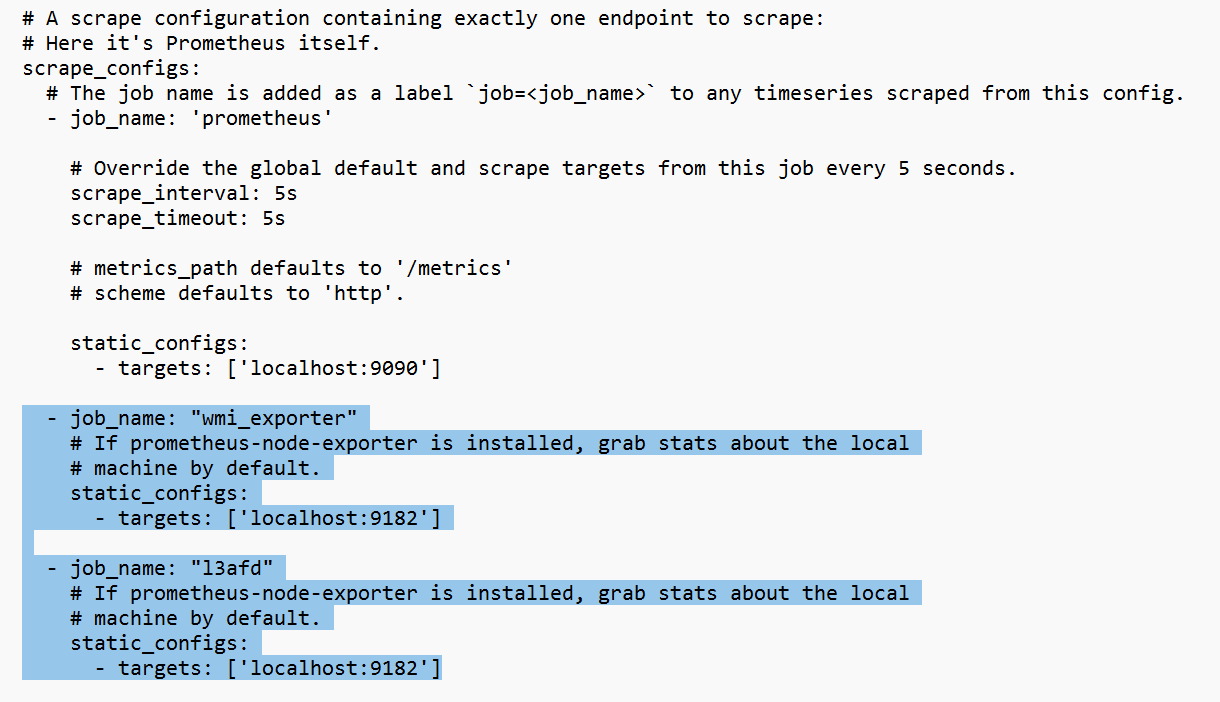 # A scrape configuration containing exactly one endpoint to scrape:
# Here it's Prometheus itself.
scrape_configs:
  # The job name is added as a label `job=<job_name>` to any timeseries scraped from this config.
  - job_name: 'prometheus'

    # Override the global default and scrape targets from this job every 5 seconds.
    scrape_interval: 5s
    scrape_timeout: 5s

    # metrics_path defaults to '/metrics'
    # scheme defaults to 'http'.

    static_configs:
      - targets: ['localhost:9090']

  - job_name: "wmi_exporter"
    # If prometheus-node-exporter is installed, grab stats about the local
    # machine by default.
    static_configs:
      - targets: ['localhost:9182']

  - job_name: "l3afd"
    # If prometheus-node-exporter is installed, grab stats about the local
    # machine by default.
    static_configs:
      - targets: ['localhost:9182']